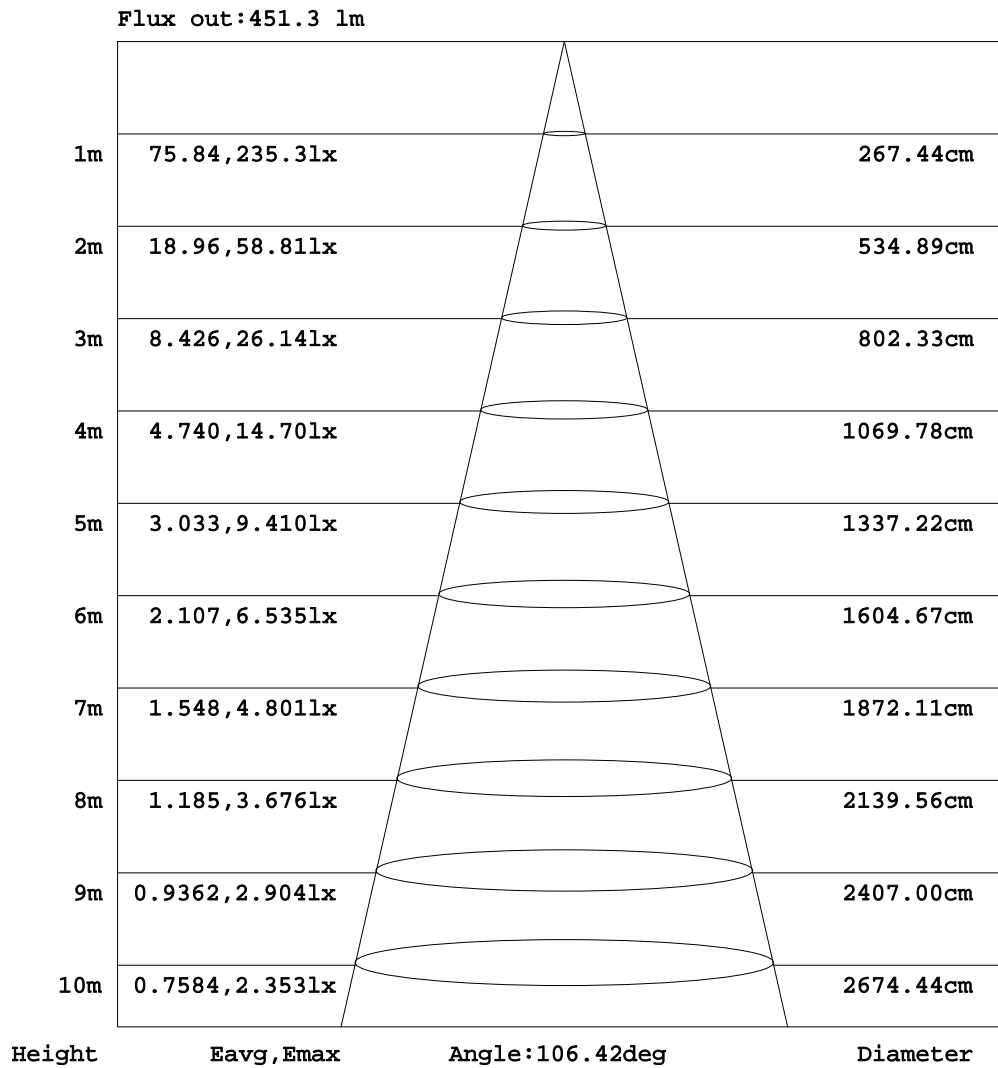 Flux out:451.3 lm
1m 75.84,235.3lx 267.44cm
2m 18.96,58.81lx 534.89cm
3m 8.426,26.14lx 802.33cm
4m 4.740,14.70lx 1069.78cm
5m 3.033,9.410lx 1337.22cm
6m 2.107,6.535lx 1604.67cm
7m 1.548,4.801lx 1872.11cm
8m 1.185,3.676lx 2139.56cm
9m 0.9362,2.904lx 2407.00cm
10m 0.7584,2.353lx 2674.44cm
Height Eavg,Emax Angle:106.42deg Diameter